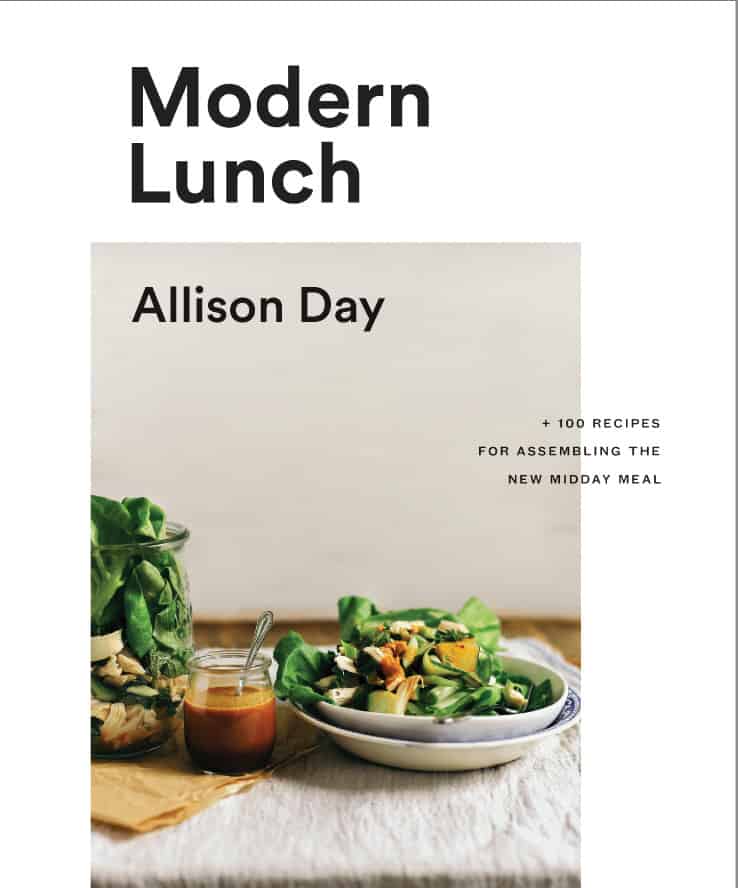 Modern
Lunch
Allison Day
+ 100 RECIPES
FOR ASSEMBLING THE
NEW MIDDAY MEAL